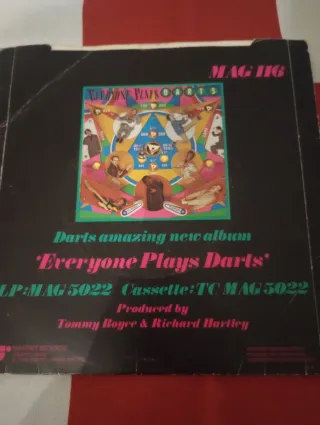 MAG 116
EVERYONE PLAYS DARTS
Darts amazing new album
'Everyone Plays Darts'
LP:MAG 5022 Cassette:TC MAG 5022
Produced by
Tommy Boyce & Richard Hartley